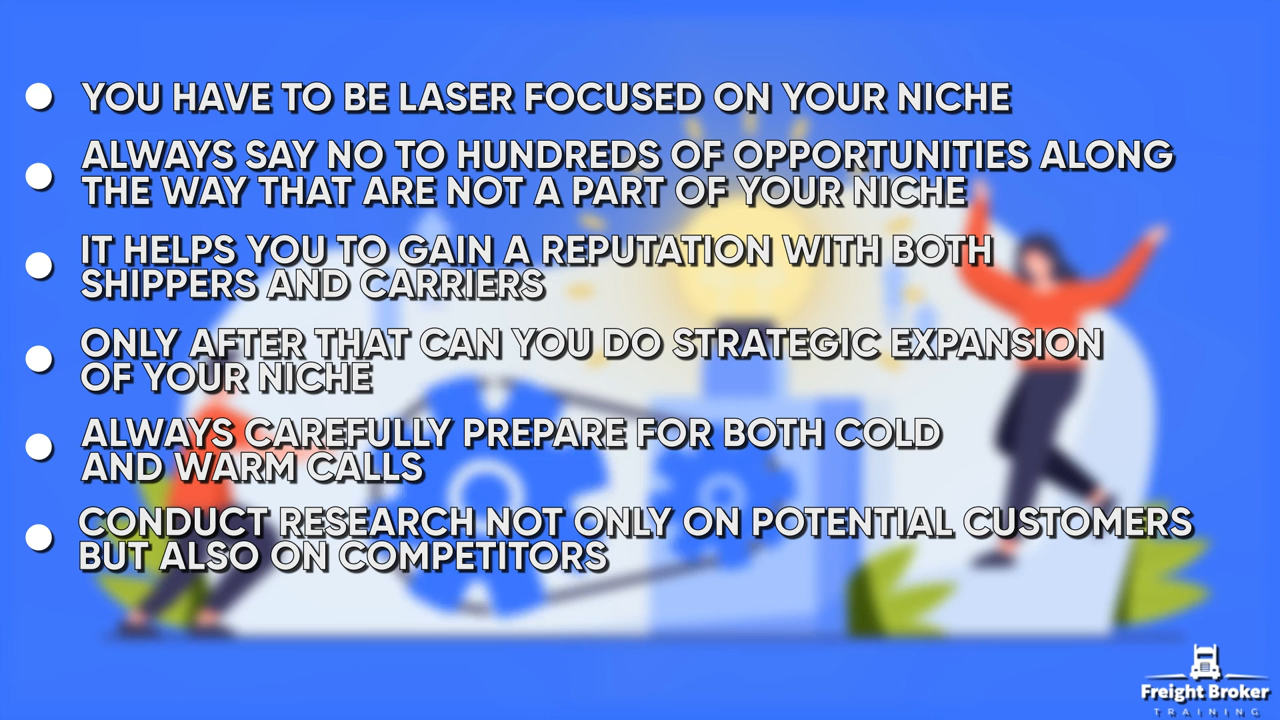 YOU HAVE TO BE LASER FOCUSED ON YOUR NICHE
ALWAYS SAY NO TO HUNDREDS OF OPPORTUNITIES ALONG
THE WAY THAT ARE NOT A PART OF YOUR NICHE
IT HELPS YOU TO GAIN A REPUTATION WITH BOTH
SHIPPERS AND CARRIERS
ONLY AFTER THAT CAN YOU DO STRATEGIC EXPANSION
OF YOUR NICHE
ALWAYS CAREFULLY PREPARE FOR BOTH COLD
AND WARM CALLS
CONDUCT RESEARCH NOT ONLY ON POTENTIAL CUSTOMERS
BUT ALSO ON COMPETITORS
Freight Broker
TRAINING